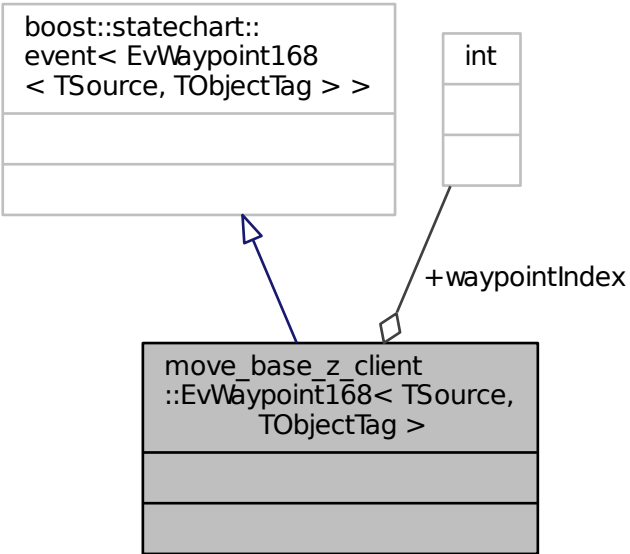 boost::statechart::
event< EvWaypoint168
< TSource, TObjectTag > >
int
+waypointIndex
move_base_z_client
::EvWaypoint168< TSource,
TObjectTag >